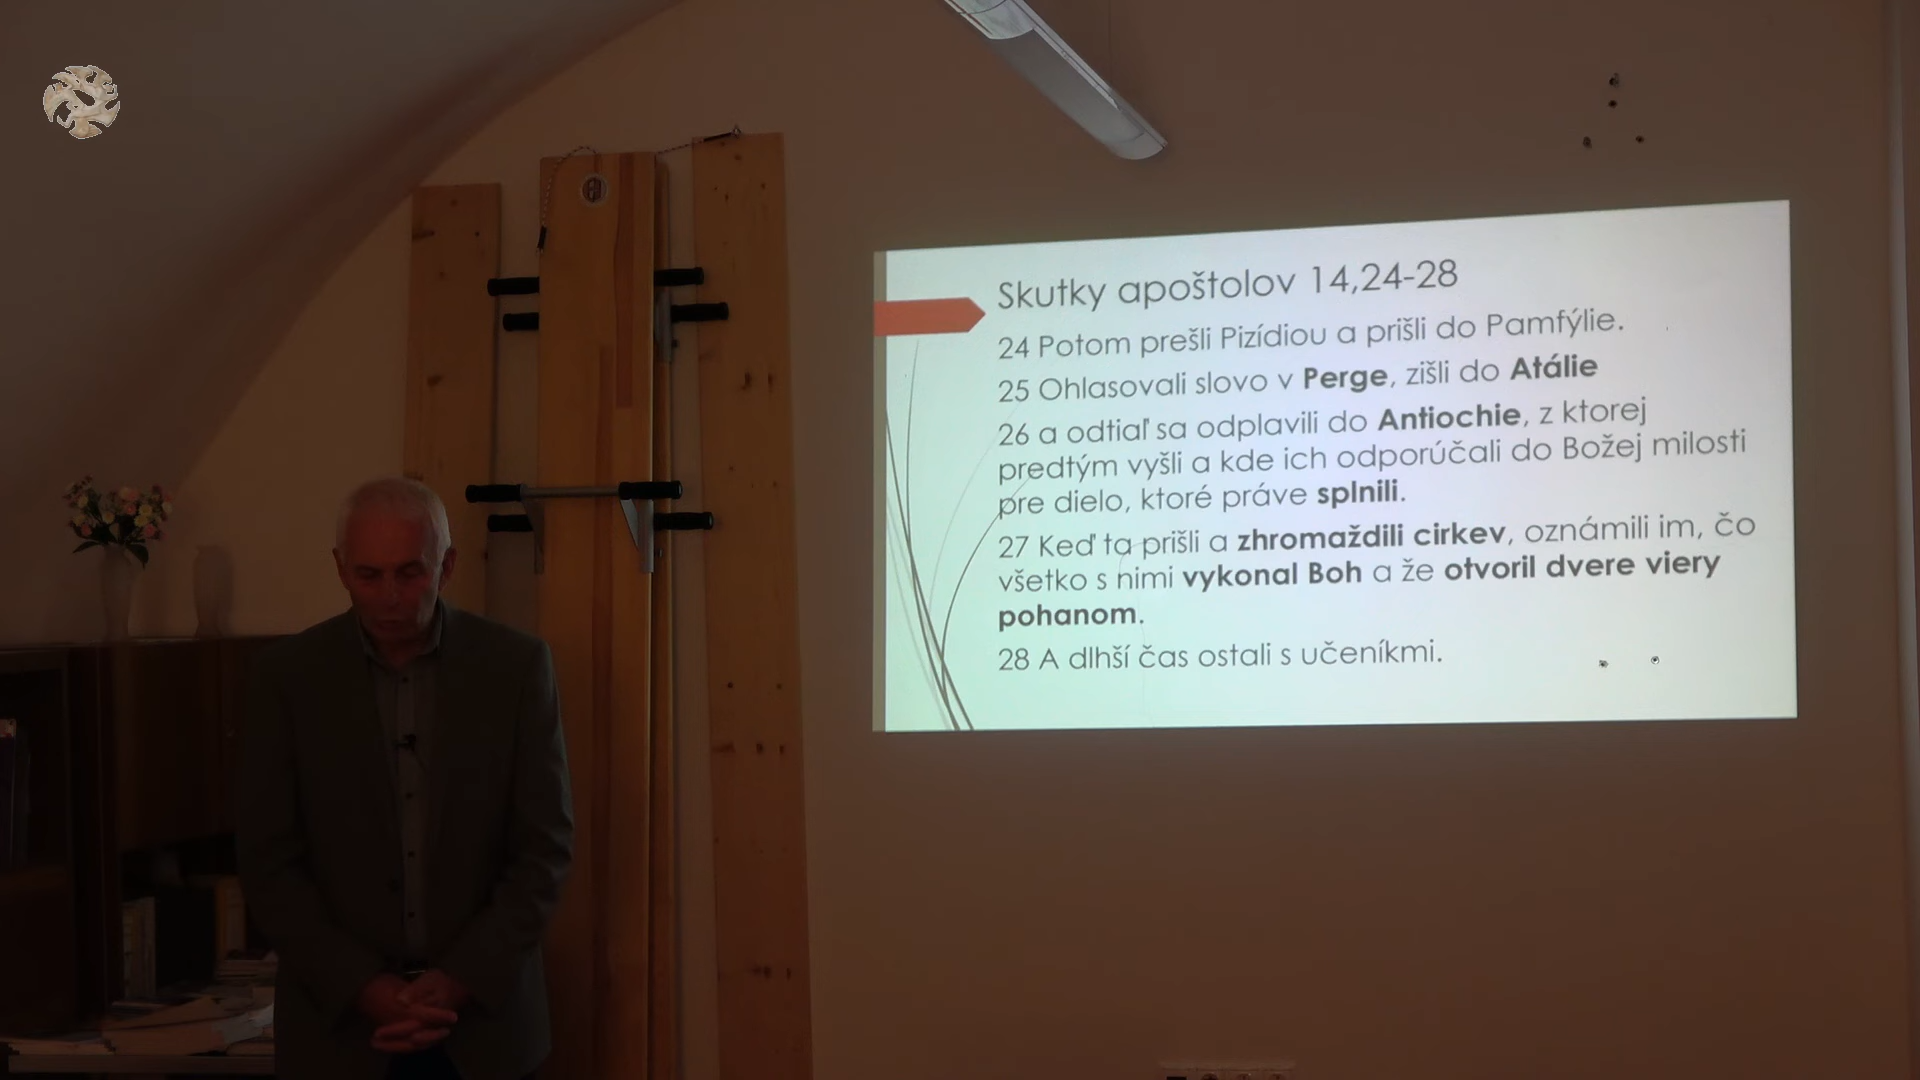 Skutky apoštolov 14,24-28
24 Potom prešli Pizídiou a prišli do Pamfýlie.
25 Ohlasovali slovo v Perge, zišli do Atálie
26 a odtiaľ sa odplavili do Antiochie, z ktorej
predtým vyšli a kde ich odporúčali do Božej milosti
pre dielo, ktoré práve splnili.
27 Keď ta prišli a zhromaždili cirkev, oznámili im, čo
všetko s nimi vykonal Boh a že otvoril dvere viery
pohanom.
28 A dlhší čas ostali s učeníkmi.